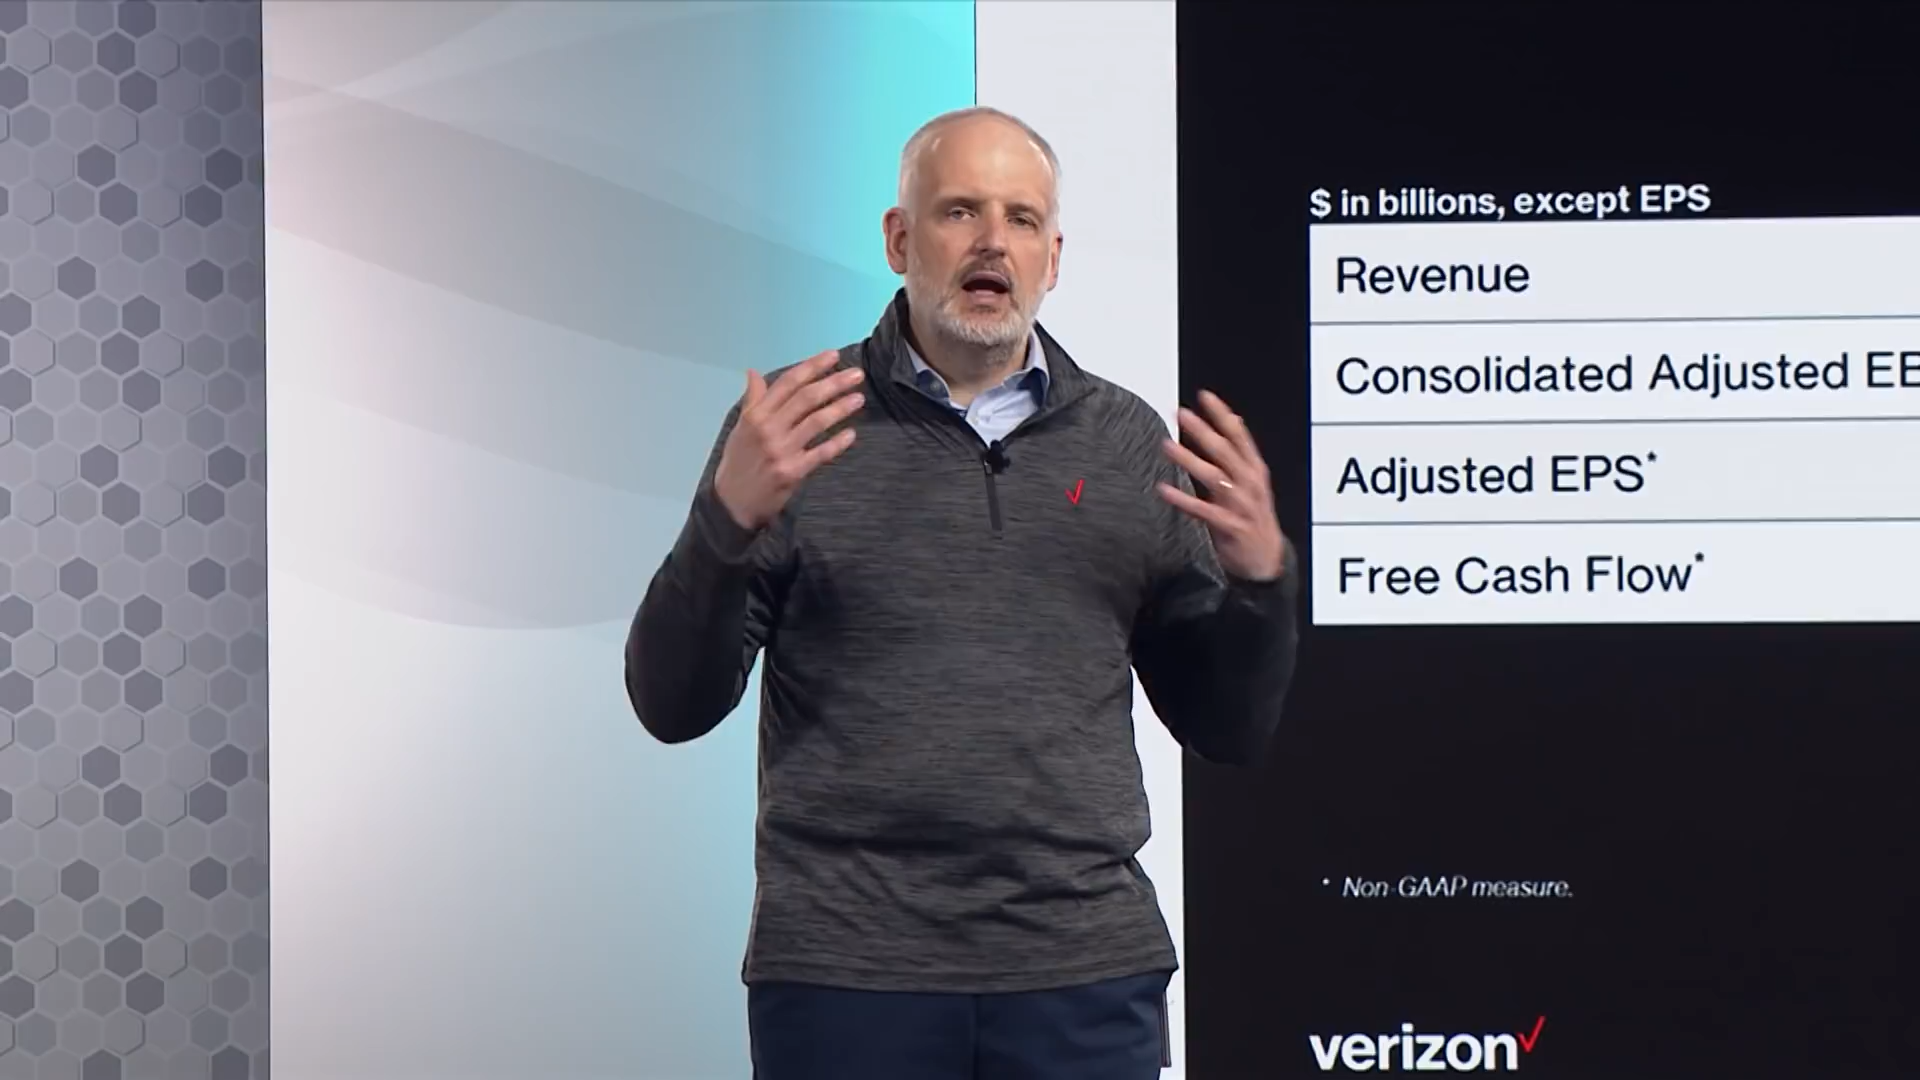 $ in billions, except EPS
Revenue
Consolidated Adjusted
Adjusted EPS*
Free Cash Flow*
* Non-GAAP measure.
verizon